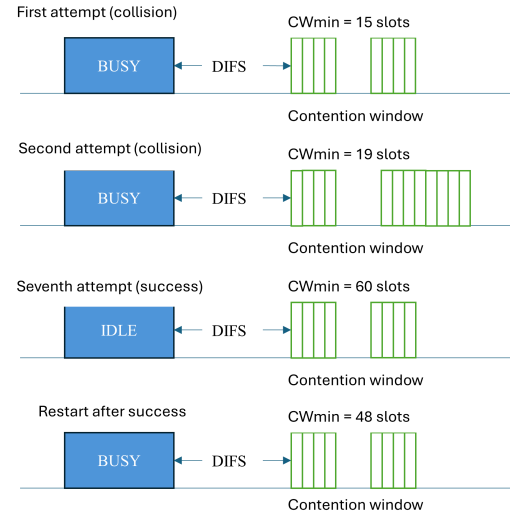 First attempt (collision)
CWmin = 15 slots
BUSY
DIFS
Contention window
Second attempt (collision)
CWmin = 19 slots
BUSY
DIFS
Contention window
Seventh attempt (success)
CWmin = 60 slots
IDLE
DIFS
Contention window
Restart after success
CWmin = 48 slots
BUSY
DIFS
Contention window